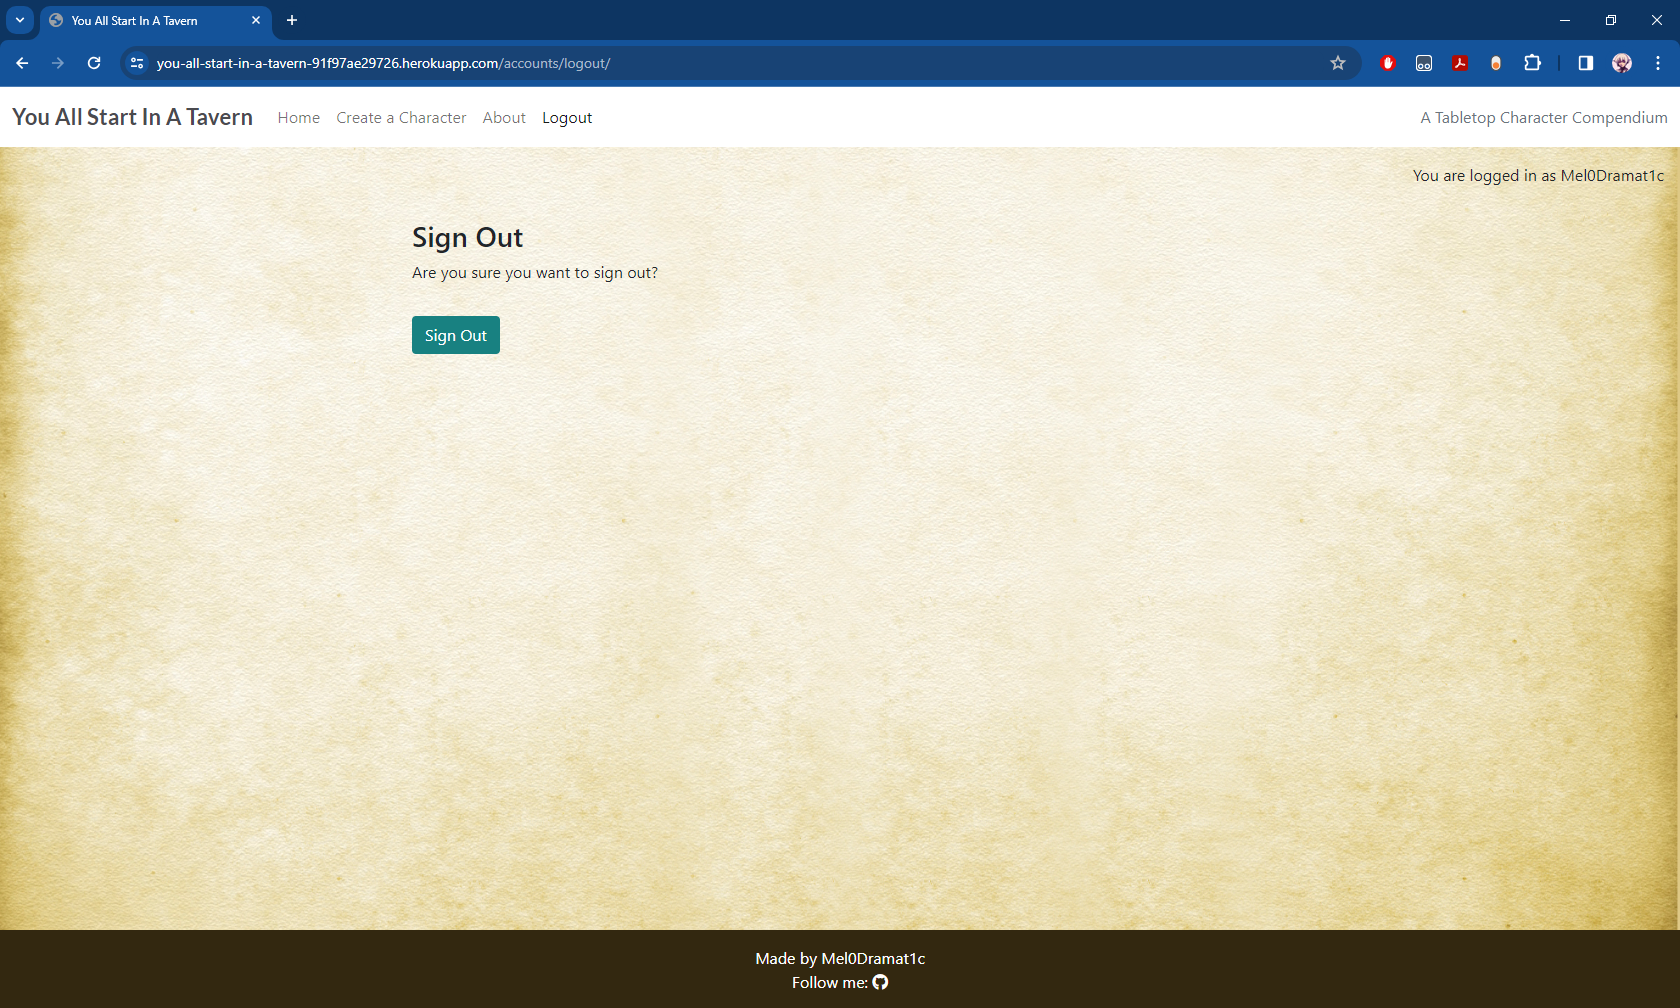 You All Start In A Tavern
you-all-start-in-a-tavern-91f97ae29726.herokuapp.com/accounts/logout/
You All Start In A Tavern Home Create a Character About Logout A Tabletop Character Compendium
You are logged in as Mel0Dramat1c
Sign Out
Are you sure you want to sign out?
Sign Out
Made by Mel0Dramat1c
Follow me: